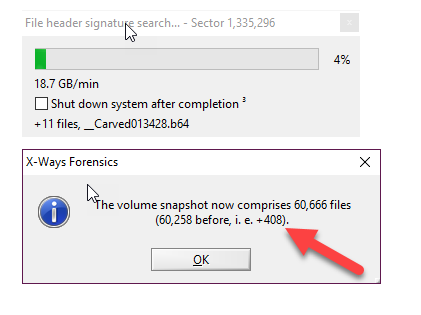 File header signature search... - Sector 1,335,296
x
4%
18.7 GB/min
Shut down system after completion ³
+11 files, __Carved013428.b64
X-Ways Forensics
The volume snapshot now comprises 60,666 files
(60,258 before, i. e. +408).
OK